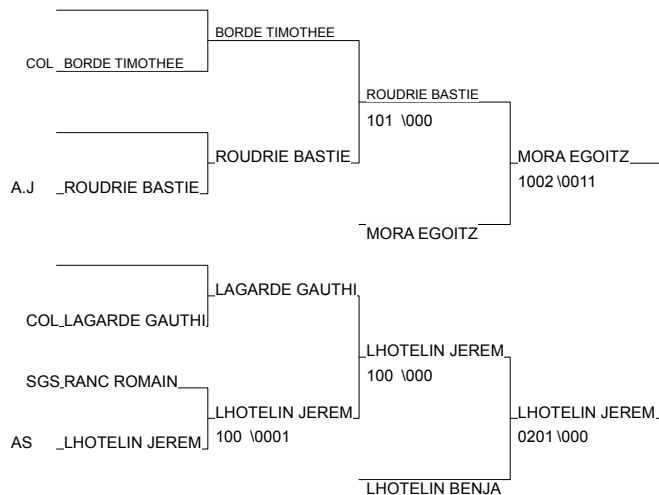 BORDE TIMOTHEE
COL BORDE TIMOTHEE
ROUDRIE BASTIE
101 \000
ROUDRIE BASTIE
MORA EGOITZ
1002 \0011
A.J ROUDRIE BASTIE
MORA EGOITZ
LAGARDE GAUTHI
COL LAGARDE GAUTHI
LHOTELIN JEREM
100 \000
SGS RANC ROMAIN
LHOTELIN JEREM
100 \0001
LHOTELIN JEREM
0201 \000
AS LHOTELIN JEREM
LHOTELIN BENJA